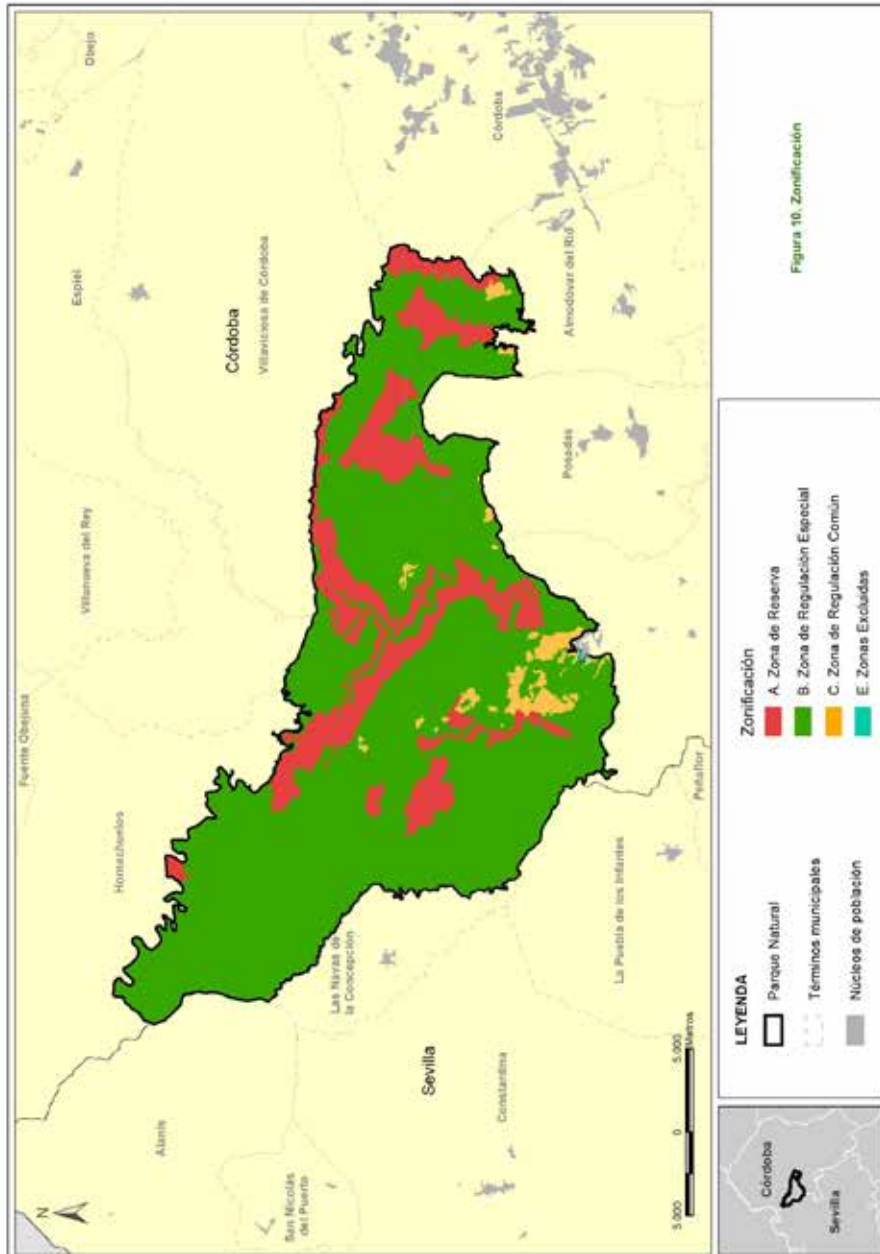 N
Alanís
San Nicolás
del Puerto
Constantina
Sevilla
Las Navas de
la Concepción
La Puebla de los Infantes
Peñaflor
Hornachuelos
Fuente Obejuna
Villanueva del Rey
Espiel
Obejo
Córdoba
Villaviciosa de Córdoba
Posadas
Almodóvar del Río
Córdoba
5.000
0
5.000
Metros
Córdoba
Sevilla
LEYENDA
Parque Natural
Términos municipales
Núcleos de población
Zonificación
A. Zona de Reserva
B. Zona de Regulación Especial
C. Zona de Regulación Común
E. Zonas Excluidas
Figura 10. Zonificación